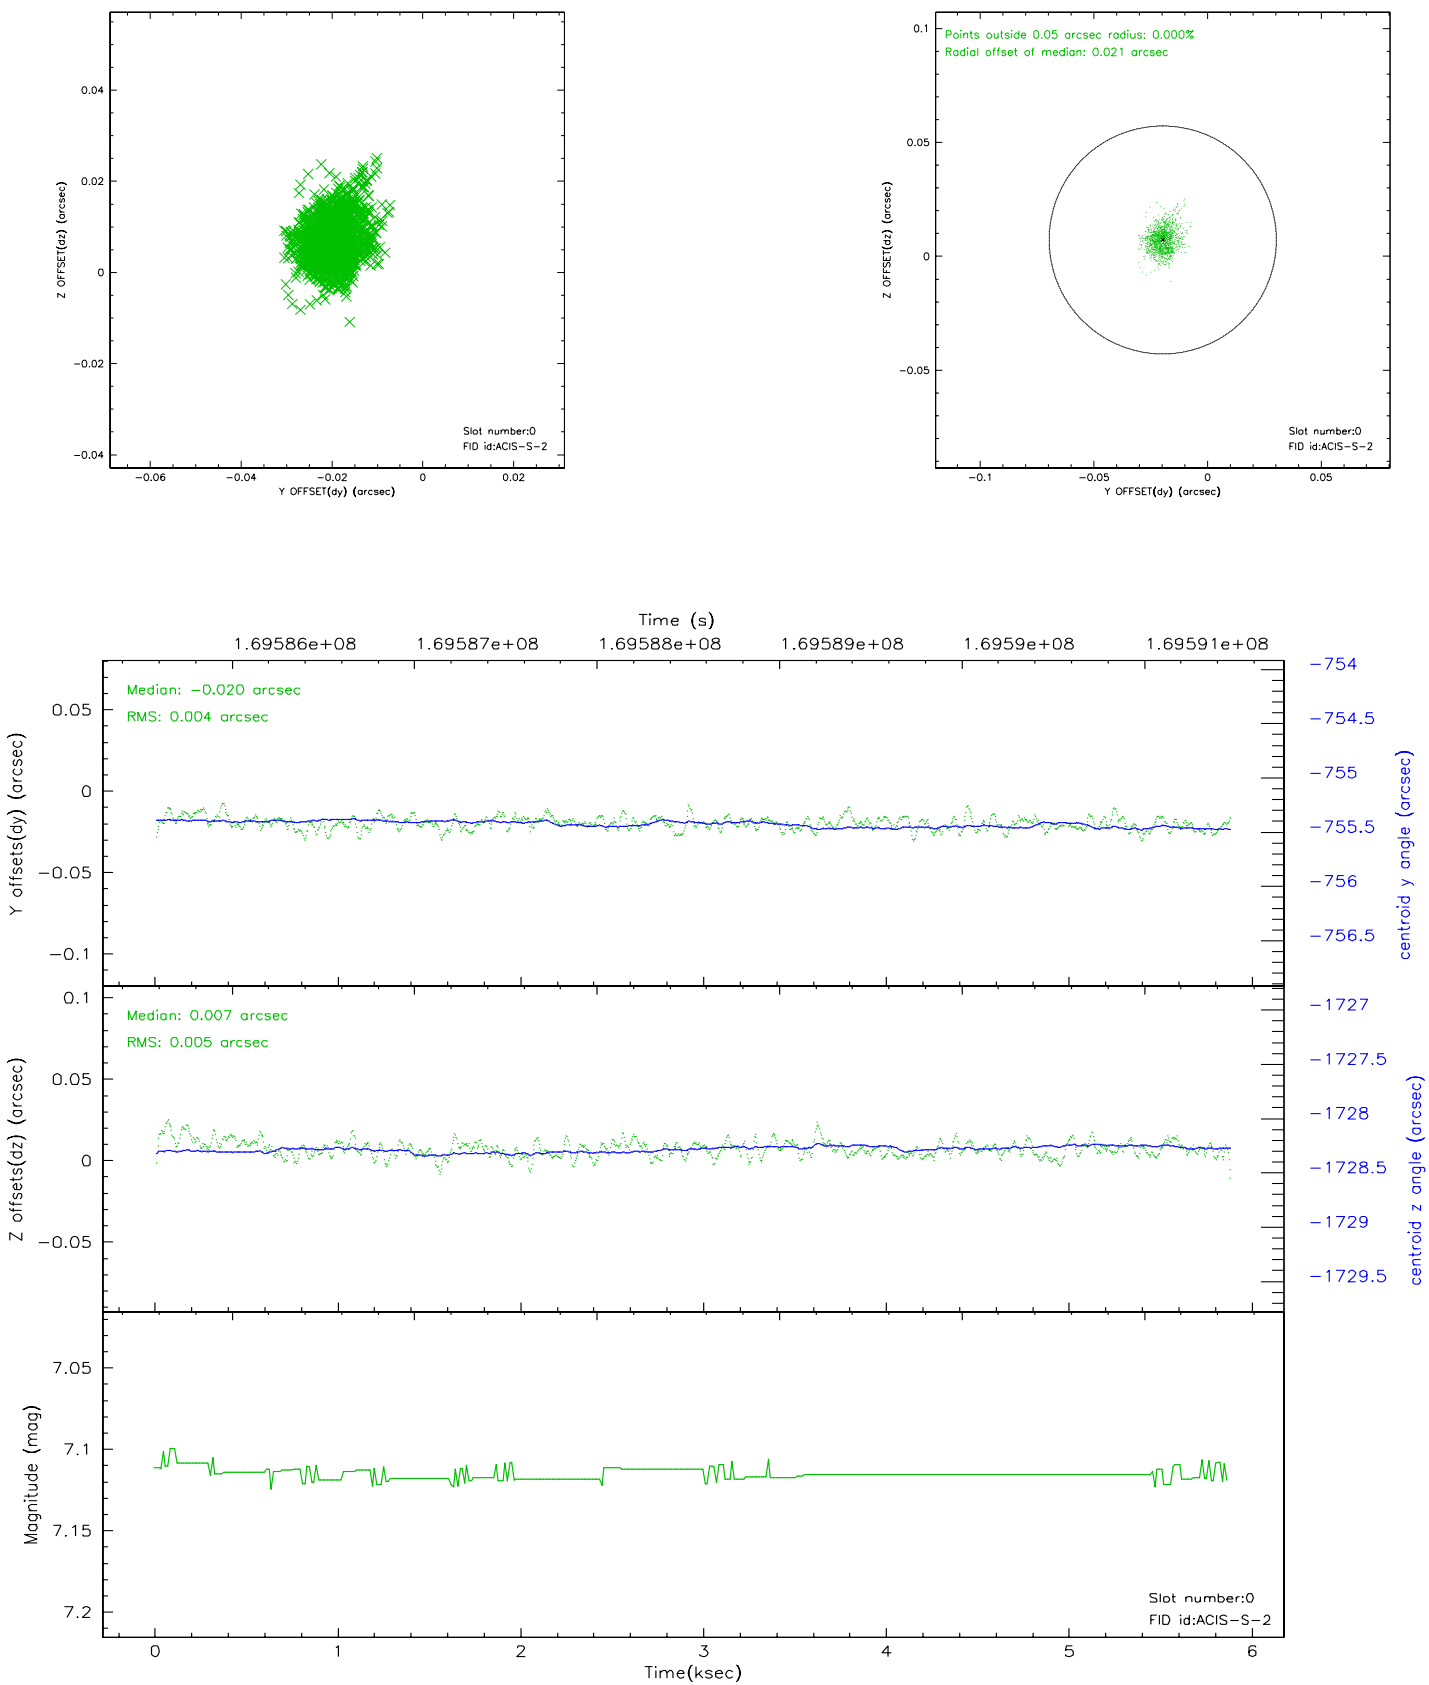 0.04
0.02
0
-0.02
-0.04
Z OFFSET(dz) (arcsec)
Slot number:0
FID id:ACIS-S-2
-0.06
-0.04
-0.02
0
0.02
Y OFFSET(dy) (arcsec)
Points outside 0.05 arcsec radius: 0.000%
Radial offset of median: 0.021 arcsec
0.1
0.05
0
-0.05
Z OFFSET(dz) (arcsec)
Slot number:0
FID id:ACIS-S-2
-0.1
-0.05
0
0.05
Y OFFSET(dy) (arcsec)
Time (s)
1.69586e+08
1.69587e+08
1.69588e+08
1.69589e+08
1.6959e+08
1.69591e+08
Median: -0.020 arcsec
RMS: 0.004 arcsec
0.05
0
-0.05
-0.1
Y offsets(dy) (arcsec)
-754
-754.5
-755
-755.5
-756
-756.5
centroid y angle (arcsec)
Median: 0.007 arcsec
RMS: 0.005 arcsec
0.1
0.05
0
-0.05
Z offsets(dz) (arcsec)
-1727
-1727.5
-1728
-1728.5
-1729
-1729.5
centroid z angle (arcsec)
7.05
7.1
7.15
7.2
Magnitude (mag)
Slot number:0
FID id:ACIS-S-2
0
1
2
3
4
5
6
Time(ksec)